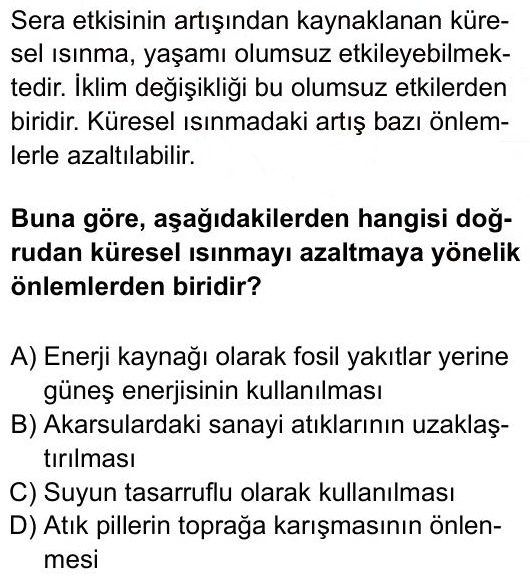 Sera etkisinin artışından kaynaklanan küre-
sel ısınma, yaşamı olumsuz etkileyebilmek-
tedir. İklim değişikliği bu olumsuz etkilerden
biridir. Küresel ısınmadaki artış bazı önlem-
lerle azaltılabilir.
Buna göre, aşağıdakilerden hangisi doğ-
rudan küresel ısınmayı azaltmaya yönelik
önlemlerden biridir?
A) Enerji kaynağı olarak fosil yakıtlar yerine
güneş enerjisinin kullanılması
B) Akarsulardaki sanayi atıklarının uzaklaş-
tırılması
C) Suyun tasarruflu olarak kullanılması
D) Atık pillerin toprağa karışmasının önlen-
mesi